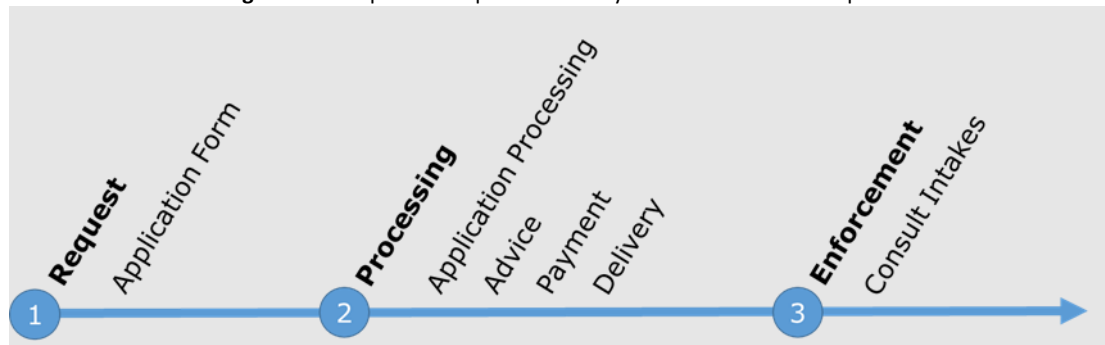 Request
Application Form
Processing
Application Processing
Advice
Payment
Delivery
Enforcement
Consult Intakes
1
2
3